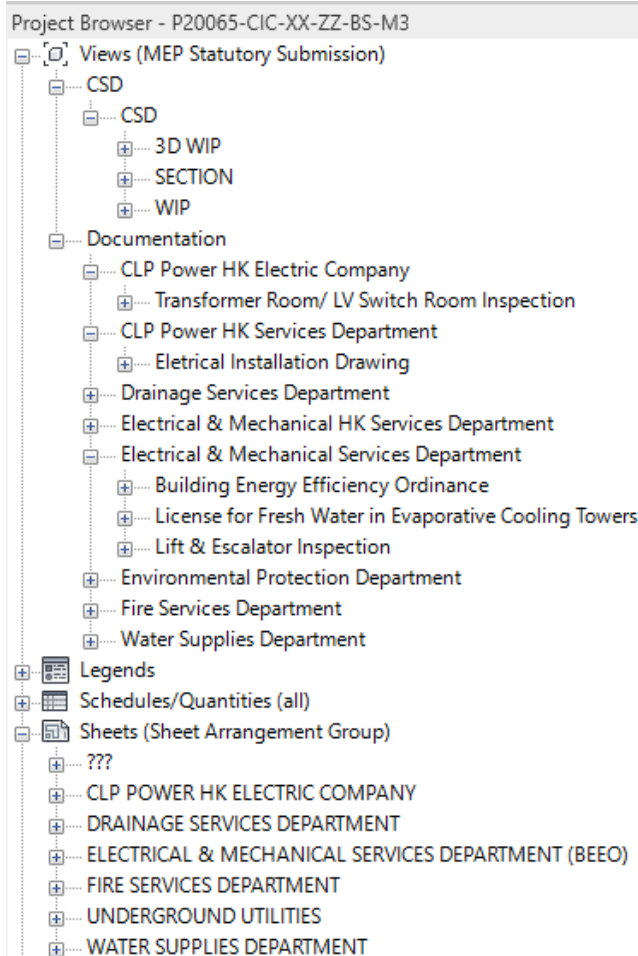 Project Browser - P20065-CIC-XX-ZZ-BS-M3
Views (MEP Statutory Submission)
CSD
CSD
3D WIP
SECTION
WIP
Documentation
CLP Power HK Electric Company
Transformer Room/ LV Switch Room Inspection
CLP Power HK Services Department
Eletrical Installation Drawing
Drainage Services Department
Electrical & Mechanical HK Services Department
Electrical & Mechanical Services Department
Building Energy Efficiency Ordinance
License for Fresh Water in Evaporative Cooling Towers
Lift & Escalator Inspection
Environmental Protection Department
Fire Services Department
Water Supplies Department
Legends
Schedules/Quantities (all)
Sheets (Sheet Arrangement Group)
???
CLP POWER HK ELECTRIC COMPANY
DRAINAGE SERVICES DEPARTMENT
ELECTRICAL & MECHANICAL SERVICES DEPARTMENT (BEEO)
FIRE SERVICES DEPARTMENT
UNDERGROUND UTILITIES
WATER SUPPLIES DEPARTMENT